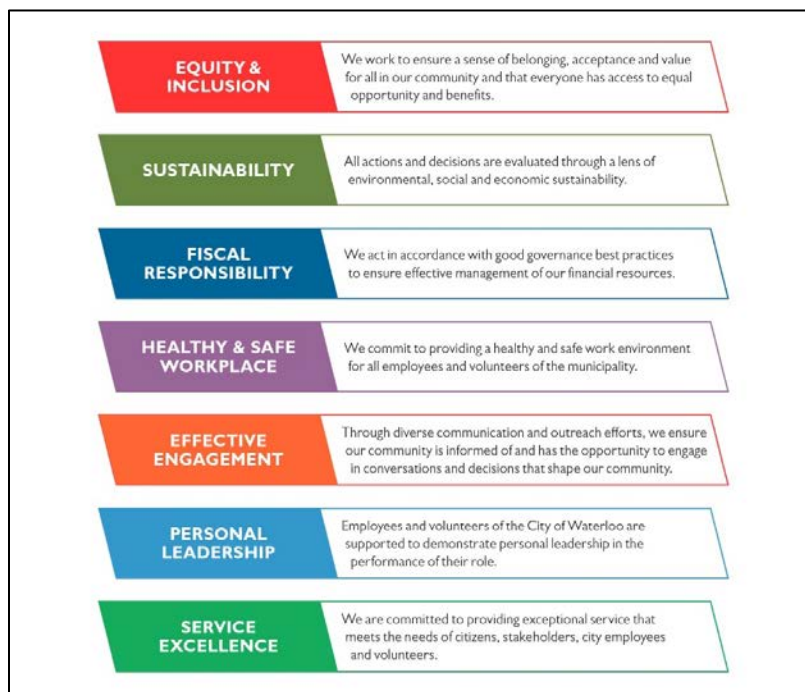 EQUITY &
INCLUSION
We work to ensure a sense of belonging, acceptance and value
for all in our community and that everyone has access to equal
opportunity and benefits.
SUSTAINABILITY
All actions and decisions are evaluated through a lens of
environmental, social and economic sustainability.
FISCAL
RESPONSIBILITY
We act in accordance with good governance best practices
to ensure effective management of our financial resources.
HEALTHY & SAFE
WORKPLACE
We commit to providing a healthy and safe work environment
for all employees and volunteers of the municipality.
EFFECTIVE
ENGAGEMENT
Through diverse communication and outreach efforts, we ensure
our community is informed of and has the opportunity to engage
in conversations and decisions that shape our community.
PERSONAL
LEADERSHIP
Employees and volunteers of the City of Waterloo are
supported to demonstrate personal leadership in the
performance of their role.
SERVICE
EXCELLENCE
We are committed to providing exceptional service that
meets the needs of citizens, stakeholders, city employees
and volunteers.